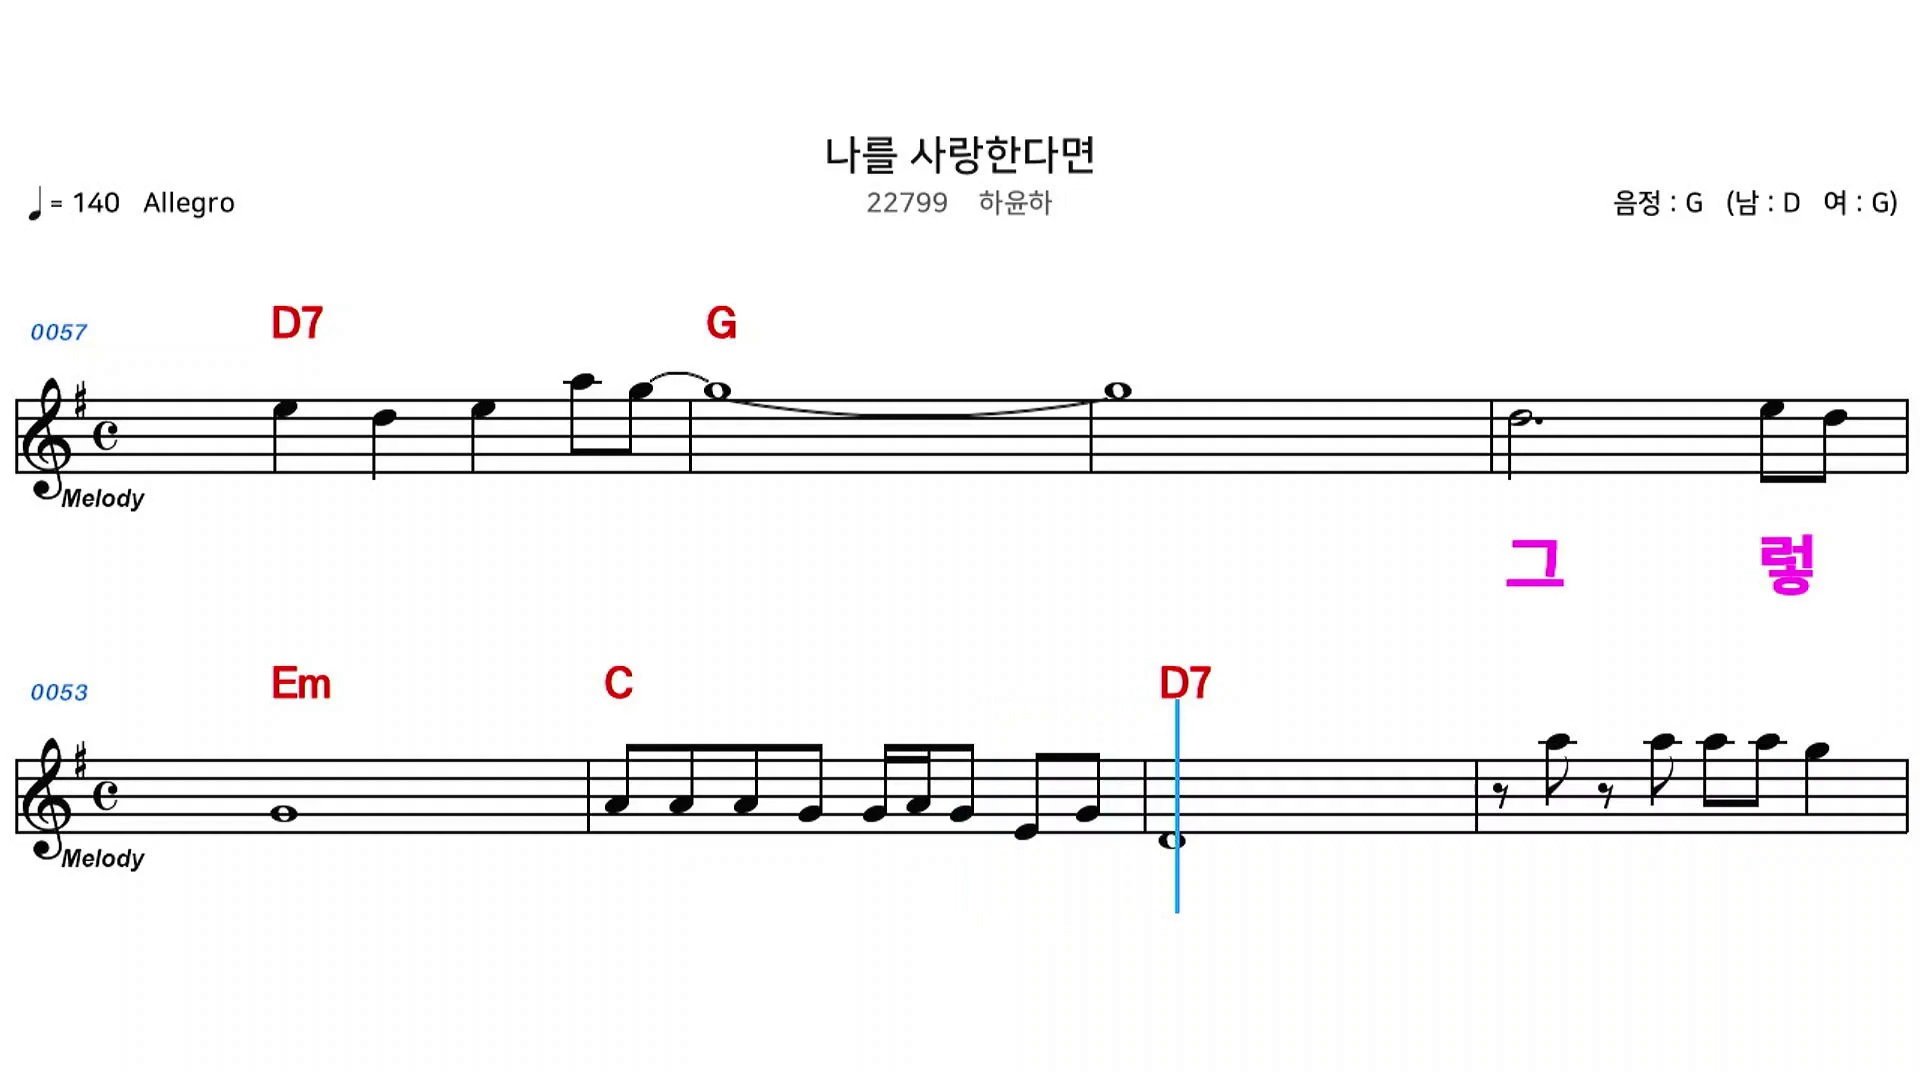 나를 사랑한다면
♩ = 140 Allegro 22799 하윤하 음정 : G (남 : D 여 : G)
0057 D7 G
Melody
그 렇
0053 Em C D7
Melody